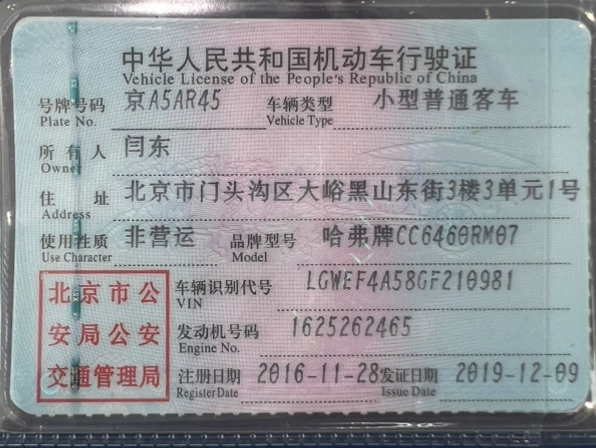 中华人民共和国机动车行驶证
Vehicle License of the People's Republic of China
号牌号码 京A5AR45 车辆类型 小型普通客车
Plate No. Vehicle Type
所有人 闫东
Owner
住址 北京市门头沟区大峪黑山东街3楼3单元1号
Address
使用性质 非营运 品牌型号 哈弗牌CC6460RM07
Use Character Model
北京市公安局公安交通管理局
车辆识别代号 LGWEF4A58GF210981
VIN
发动机号码 1625262465
Engine No.
注册日期 2016-11-28 发证日期 2019-12-09
Register Date Issue Date